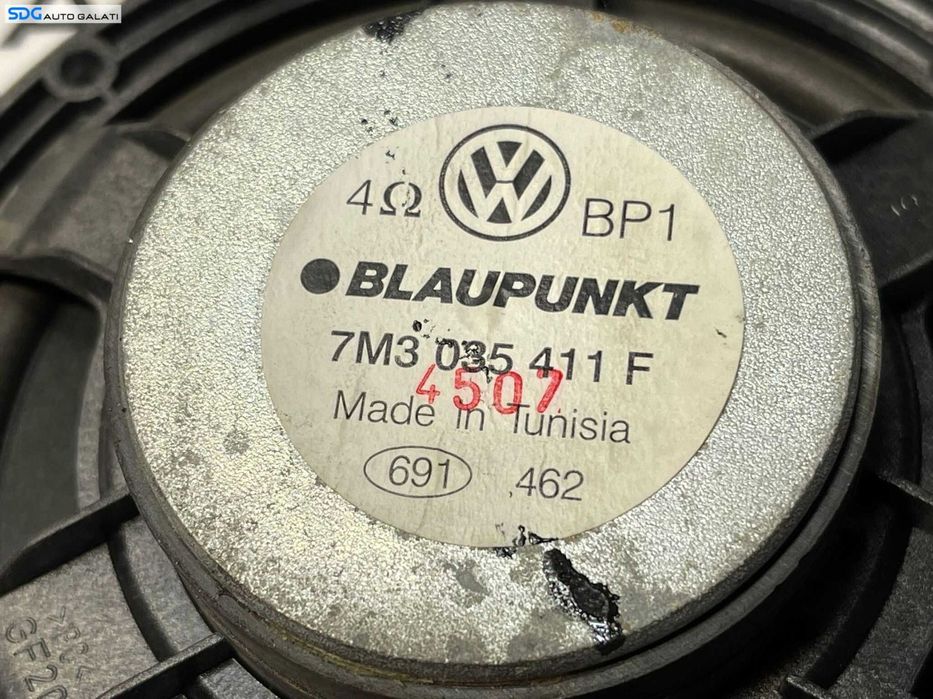 SDG AUTO GALATI
4Ω
BP1
BLAUPUNKT
7M3 035 411 F
4507
Made in Tunisia
691 .462